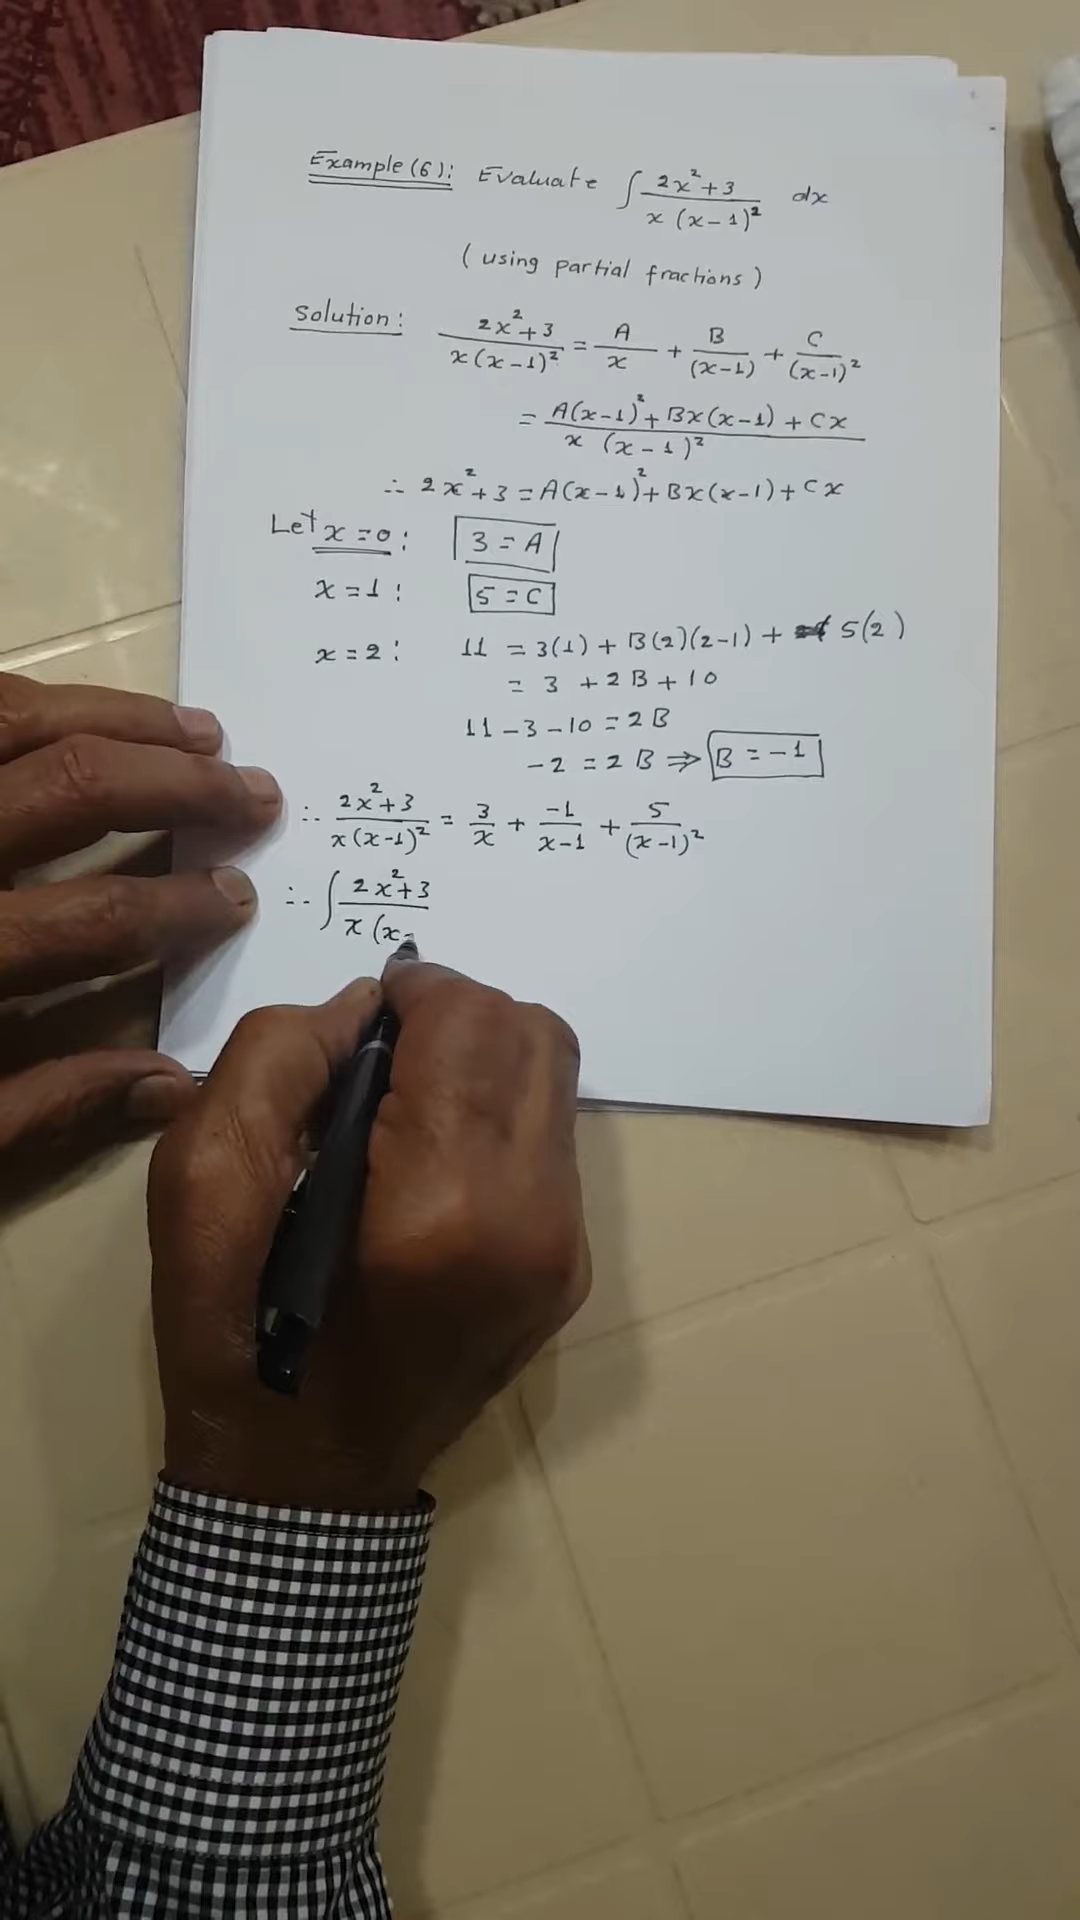 Example (6): Evaluate ∫ (2x²+3)/(x (x-1)²) dx
(using partial fractions)
Solution: (2x²+3)/(x(x-1)²) = A/x + B/(x-1) + C/(x-1)²
= (A(x-1)² + Bx(x-1) + Cx)/(x (x-1)²)
∴ 2x²+3 = A(x-1)² + Bx(x-1) + Cx
Let x=0: 3 = A
x=1: 5 = C
x=2: 11 = 3(1) + B(2)(2-1) + 5(2)
= 3 + 2B + 10
11 - 3 - 10 = 2B
-2 = 2B ⇒ B = -1
∴ (2x²+3)/(x(x-1)²) = 3/x + -1/(x-1) + 5/(x-1)²
∴ ∫ (2x²+3)/(x (x-